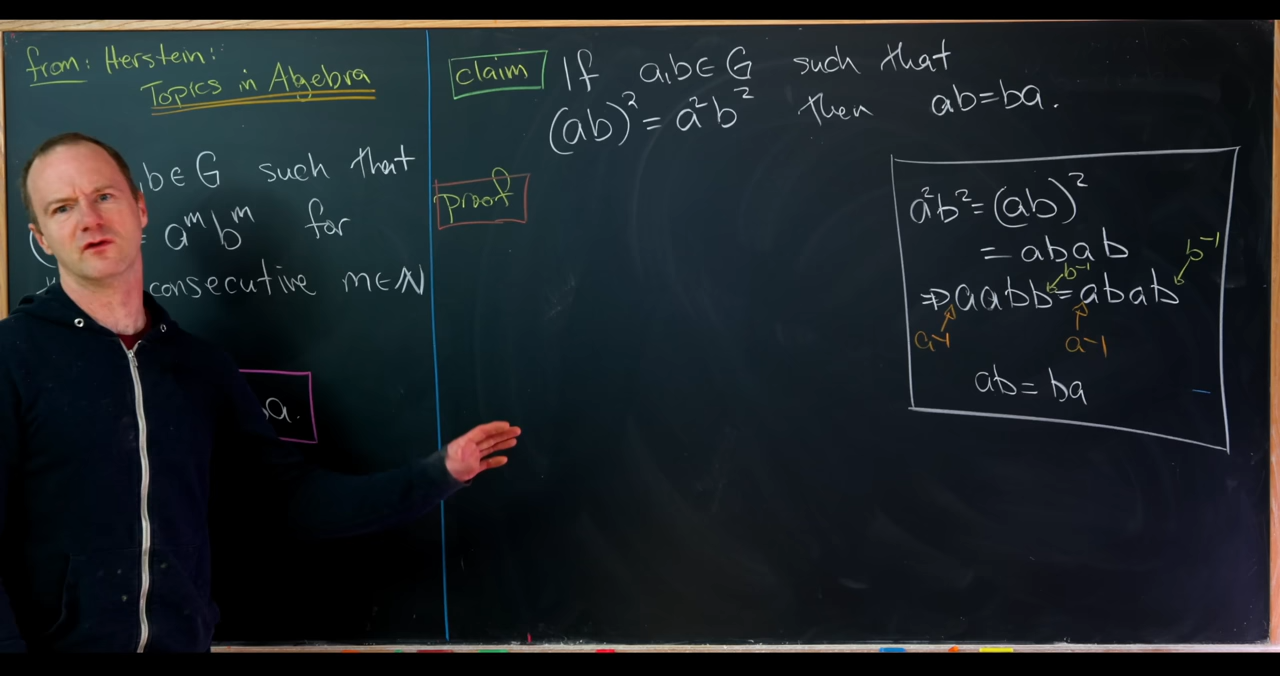 from: Herstein:
Topics in Algebra
,b∈G such that
= aᵐbᵐ for
consecutive m∈ℕ
a.
claim If a,b∈G such that
(ab)² = a²b² then ab=ba.
proof
a²b² = (ab)²
= abab
⇒aabb=abab
b⁻¹ b⁻¹
a⁻¹ a⁻¹
ab = ba